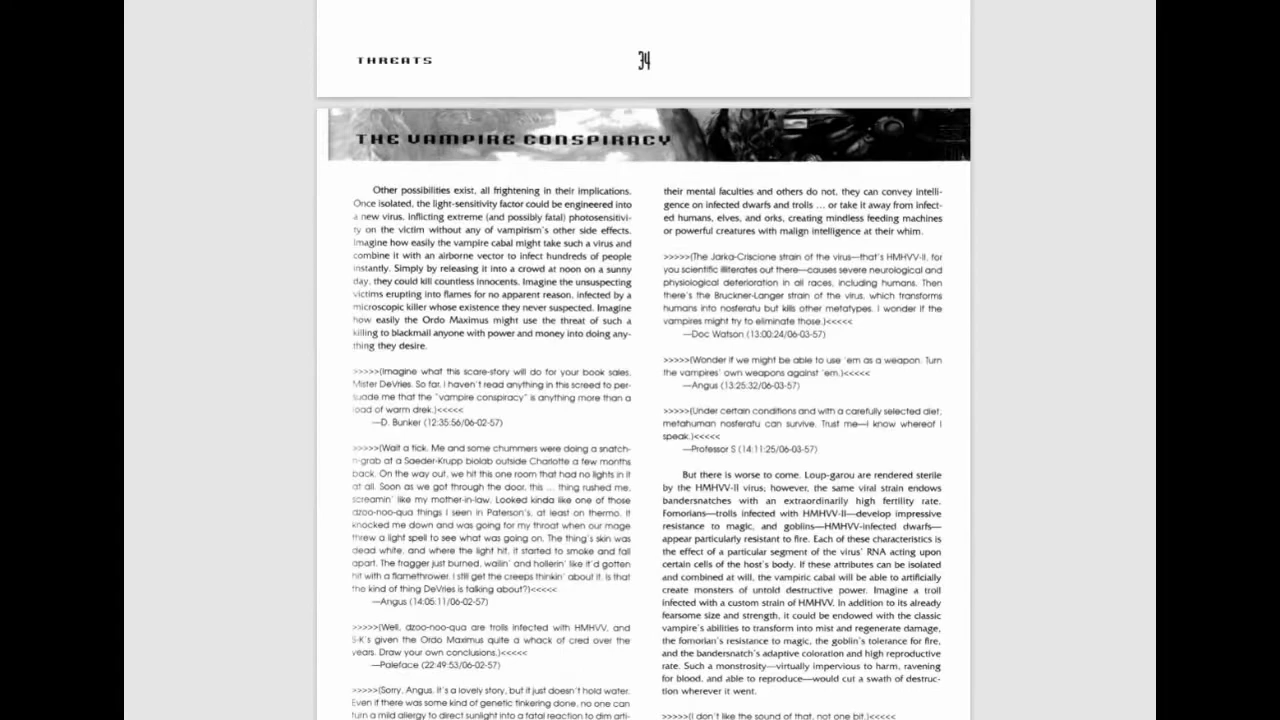 THREATS
34
THE VAMPIRE CONSPIRACY
Other possibilities exist, all frightening in their implications.
Once isolated, the light-sensitivity factor could be engineered into
a new virus, inflicting extreme (and possibly fatal) photosensitivi-
ty on the victim without any of vampirism's other side effects.
Imagine how easily the vampire cabal might take such a virus and
combine it with an airborne vector to infect hundreds of people
instantly. Simply by releasing it into a crowd at noon on a sunny
day, they could kill countless innocents. Imagine the unsuspecting
victims erupting into flames for no apparent reason, infected by a
microscopic killer whose existence they never suspected. Imagine
how easily the Ordo Maximus might use the threat of such a
killing to blackmail anyone with power and money into doing any-
thing they desire.
>>>>>(Imagine what this scare-story will do for your book sales,
Mister DeVries. So far, I haven't read anything in this screed to per-
suade me that the "vampire conspiracy" is anything more than a
load of warm drek.)<<<<<
—D. Bunker (12:35:56/06-02-57)
>>>>>(Wait a tick. Me and some chummers were doing a snatch-
n-grab at a Saeder-Krupp biolab outside Charlotte a few months
back. On the way out, we hit this one room that had no lights in it
at all. Soon as we got through the door, this ... thing rushed me,
screamin' like my mother-in-law. Looked kinda like one of those
dzoo-noo-qua things I seen in Paterson's, at least on thermo. It
knocked me down and was going for my throat when our mage
threw a light spell to see what was going on. The thing's skin was
dead white, and where the light hit, it started to smoke and fall
apart. The fragger just burned, wailin' and hollerin' like it'd gotten
hit with a flamethrower. I still get the creeps thinkin' about it. Is that
the kind of thing DeVries is talking about?)<<<<<
—Angus (14:05:11/06-02-57)
>>>>>(Well, dzoo-noo-qua are trolls infected with HMHVV, and
S-K's given the Ordo Maximus quite a whack of cred over the
years. Draw your own conclusions.)<<<<<
—Paleface (22:49:53/06-02-57)
>>>>>(Sorry, Angus. It's a lovely story, but it just doesn't hold water.
Even if there was some kind of genetic tinkering done, no one can
turn a mild allergy to direct sunlight into a fatal reaction to dim arti-
their mental faculties and others do not, they can convey intelli-
gence on infected dwarfs and trolls ... or take it away from infect-
ed humans, elves, and orks, creating mindless feeding machines
or powerful creatures with malign intelligence at their whim.
>>>>>(The Jarka-Criscione strain of the virus—that's HMHVV-II, for
you scientific illiterates out there—causes severe neurological and
physiological deterioration in all races, including humans. Then
there's the Bruckner-Langer strain of the virus, which transforms
humans into nosferatu but kills other metatypes. I wonder if the
vampires might try to eliminate those.)<<<<<
—Doc Watson (13:00:24/06-03-57)
>>>>>(Wonder if we might be able to use 'em as a weapon. Turn
the vampires' own weapons against 'em.)<<<<<
—Angus (13:25:32/06-03-57)
>>>>>(Under certain conditions and with a carefully selected diet,
metahuman nosferatu can survive. Trust me—I know whereof I
speak.)<<<<<
—Professor S (14:11:25/06-03-57)
But there is worse to come. Loup-garou are rendered sterile
by the HMHVV-II virus; however, the same viral strain endows
bandersnatches with an extraordinarily high fertility rate.
Fomorians—trolls infected with HMHVV-II—develop impressive
resistance to magic, and goblins—HMHVV-infected dwarfs—
appear particularly resistant to fire. Each of these characteristics is
the effect of a particular segment of the virus' RNA acting upon
certain cells of the host's body. If these attributes can be isolated
and combined at will, the vampiric cabal will be able to artificially
create monsters of untold destructive power. Imagine a troll
infected with a custom strain of HMHVV. In addition to its already
fearsome size and strength, it could be endowed with the classic
vampire's abilities to transform into mist and regenerate damage,
the fomorian's resistance to magic, the goblin's tolerance for fire,
and the bandersnatch's adaptive coloration and high reproductive
rate. Such a monstrosity—virtually impervious to harm, ravening
for blood, and able to reproduce—would cut a swath of destruc-
tion wherever it went.
>>>>>(I don't like the sound of that, not one bit.)<<<<<